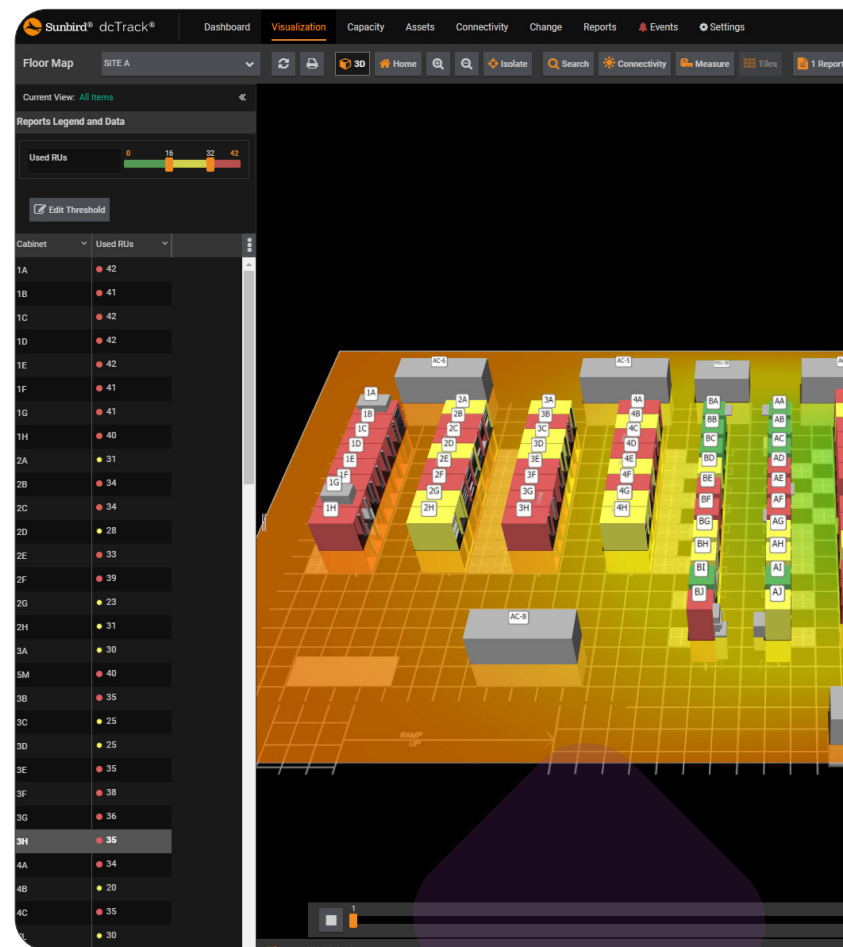 Sunbird® dcTrack®
Dashboard Visualization Capacity Assets Connectivity Change Reports Events Settings
Floor Map SITE A
3D Home Isolate Search Connectivity Measure Tiles 1 Report
Current View: All Items
Reports Legend and Data
Used RUs 0 16 32 42
Edit Threshold
Cabinet Used RUs
1A 42
1B 41
1C 42
1D 42
1E 42
1F 41
1G 41
1H 40
2A 31
2B 34
2C 34
2D 28
2E 33
2F 39
2G 23
2H 31
3A 30
5M 40
3B 35
3C 25
3D 25
3E 35
3F 38
3G 36
3H 35
4A 34
4B 20
4C 35
30
AC-6 AC-5
1A 2A 3A 4A BA AA
1B 2B 3B 4B BB AB
1C 2C 3C 4C BC AC
1D 2D 3D 4D BD AD
1E 2E 3E 4E BE AE
1F 2F 3F 4F BF AF
1G 2G 3G 4G BG AG
1H 2H 3H 4H BH AH
BI AI
BJ AJ
AC-8
RAMP
UP
1